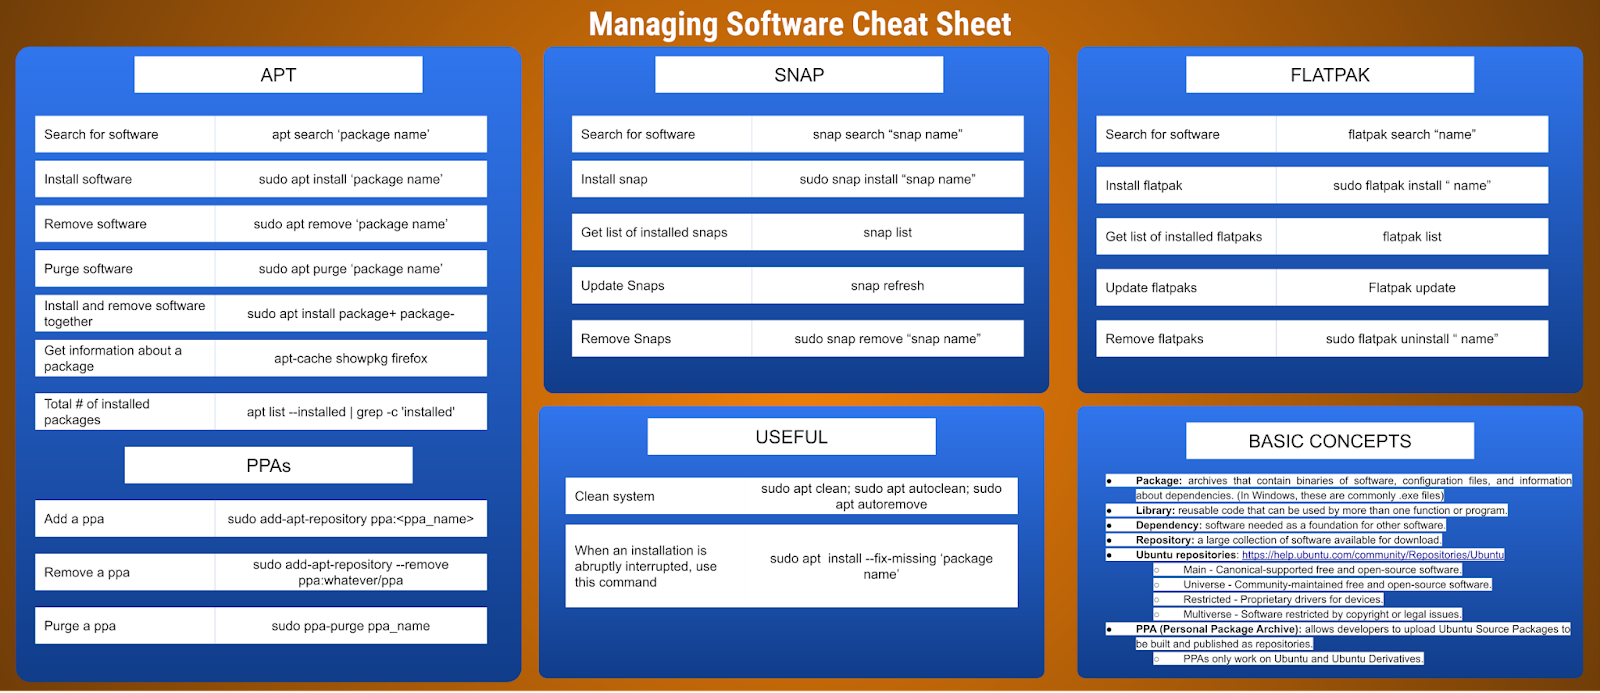 Managing Software Cheat Sheet
APT
Search for software
apt search ‘package name’
Install software
sudo apt install ‘package name’
Remove software
sudo apt remove ‘package name’
Purge software
sudo apt purge ‘package name’
Install and remove software
together
sudo apt install package+ package-
Get information about a
package
apt-cache showpkg firefox
Total # of installed
packages
apt list --installed | grep -c 'installed'
PPAs
Add a ppa
sudo add-apt-repository ppa:<ppa_name>
Remove a ppa
sudo add-apt-repository --remove
ppa:whatever/ppa
Purge a ppa
sudo ppa-purge ppa_name
SNAP
Search for software
snap search “snap name”
Install snap
sudo snap install “snap name”
Get list of installed snaps
snap list
Update Snaps
snap refresh
Remove Snaps
sudo snap remove “snap name”
FLATPAK
Search for software
flatpak search “name”
Install flatpak
sudo flatpak install “ name”
Get list of installed flatpaks
flatpak list
Update flatpaks
Flatpak update
Remove flatpaks
sudo flatpak uninstall “ name”
USEFUL
Clean system
sudo apt clean; sudo apt autoclean; sudo
apt autoremove
When an installation is
abruptly interrupted, use
this command
sudo apt  install --fix-missing 'package
name’
BASIC CONCEPTS
● Package: archives that contain binaries of software, configuration files, and information
about dependencies. (In Windows, these are commonly .exe files)
● Library: reusable code that can be used by more than one function or program.
● Dependency: software needed as a foundation for other software.
● Repository: a large collection of software available for download.
● Ubuntu repositories: https://help.ubuntu.com/community/Repositories/Ubuntu
○ Main - Canonical-supported free and open-source software.
○ Universe - Community-maintained free and open-source software.
○ Restricted - Proprietary drivers for devices.
○ Multiverse - Software restricted by copyright or legal issues.
● PPA (Personal Package Archive): allows developers to upload Ubuntu Source Packages to
be built and published as repositories.
○ PPAs only work on Ubuntu and Ubuntu Derivatives.